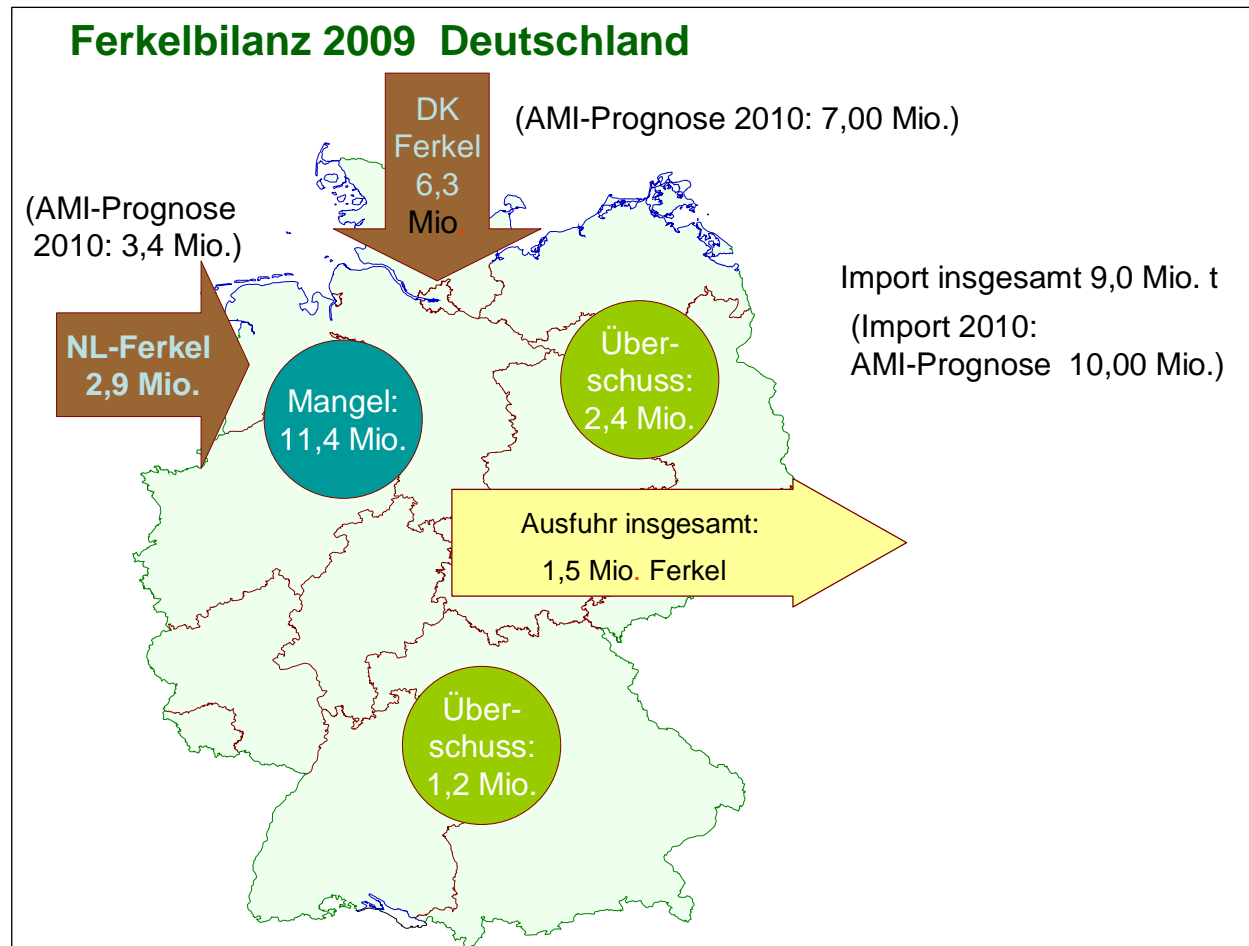 Ferkelbilanz 2009 Deutschland
DK
Ferkel
6,3
Mio.
(AMI-Prognose 2010: 7,00 Mio.)
(AMI-Prognose
2010: 3,4 Mio.)
NL-Ferkel
2,9 Mio.
Import insgesamt 9,0 Mio. t
(Import 2010:
AMI-Prognose 10,00 Mio.)
Mangel:
11,4 Mio.
Über-
schuss:
2,4 Mio.
Ausfuhr insgesamt:
1,5 Mio. Ferkel
Über-
schuss:
1,2 Mio.